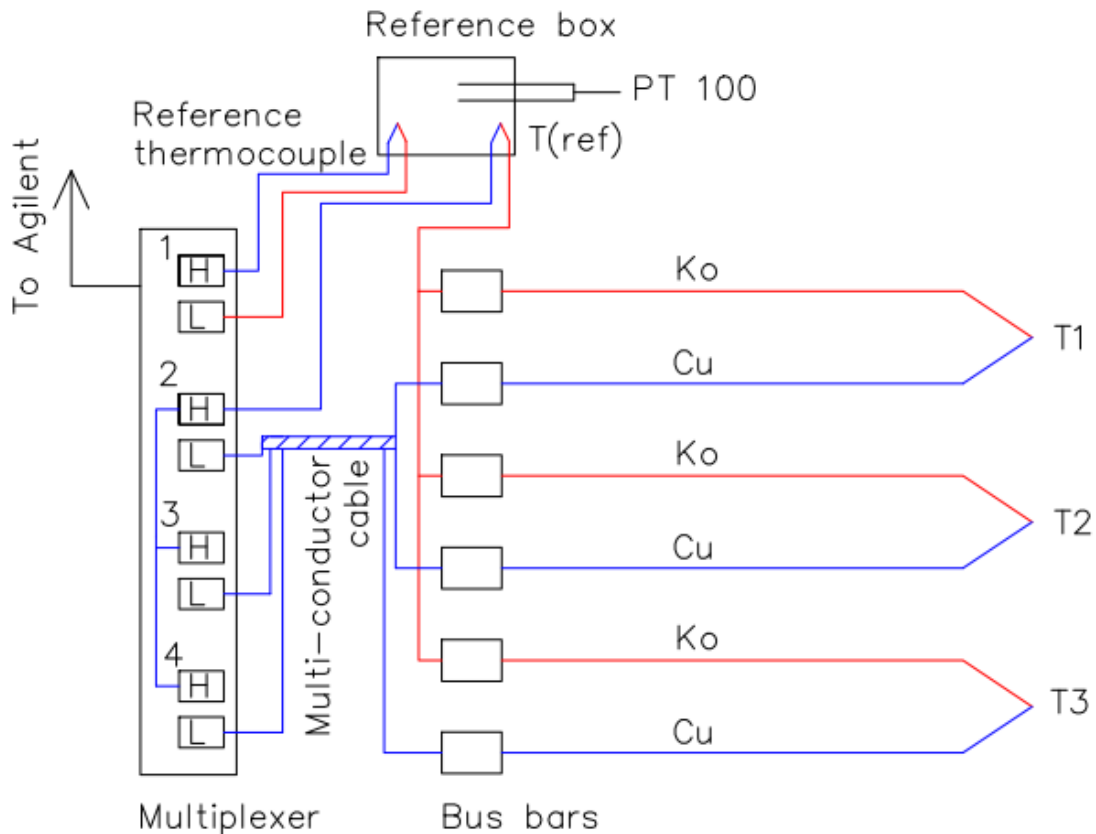 Reference box
PT 100
Reference
thermocouple
T(ref)
To Agilent
1
H
L
2
H
L
3
H
L
4
H
L
Multi-conductor
cable
Ko
T1
Cu
Ko
T2
Cu
Ko
T3
Cu
Multiplexer
Bus bars